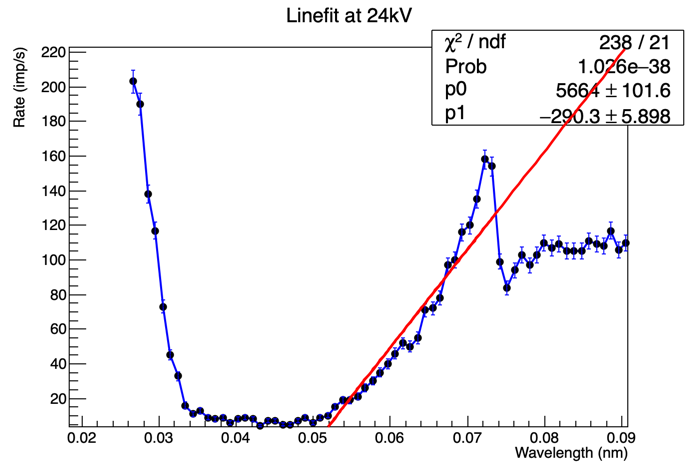 Linefit at 24kV
χ² / ndf 238 / 21
Prob 1.026e−38
p0 5664 ± 101.6
p1 −290.3 ± 5.898
Rate (imp/s)
220
200
180
160
140
120
100
80
60
40
20
0.02 0.03 0.04 0.05 0.06 0.07 0.08 0.09
Wavelength (nm)